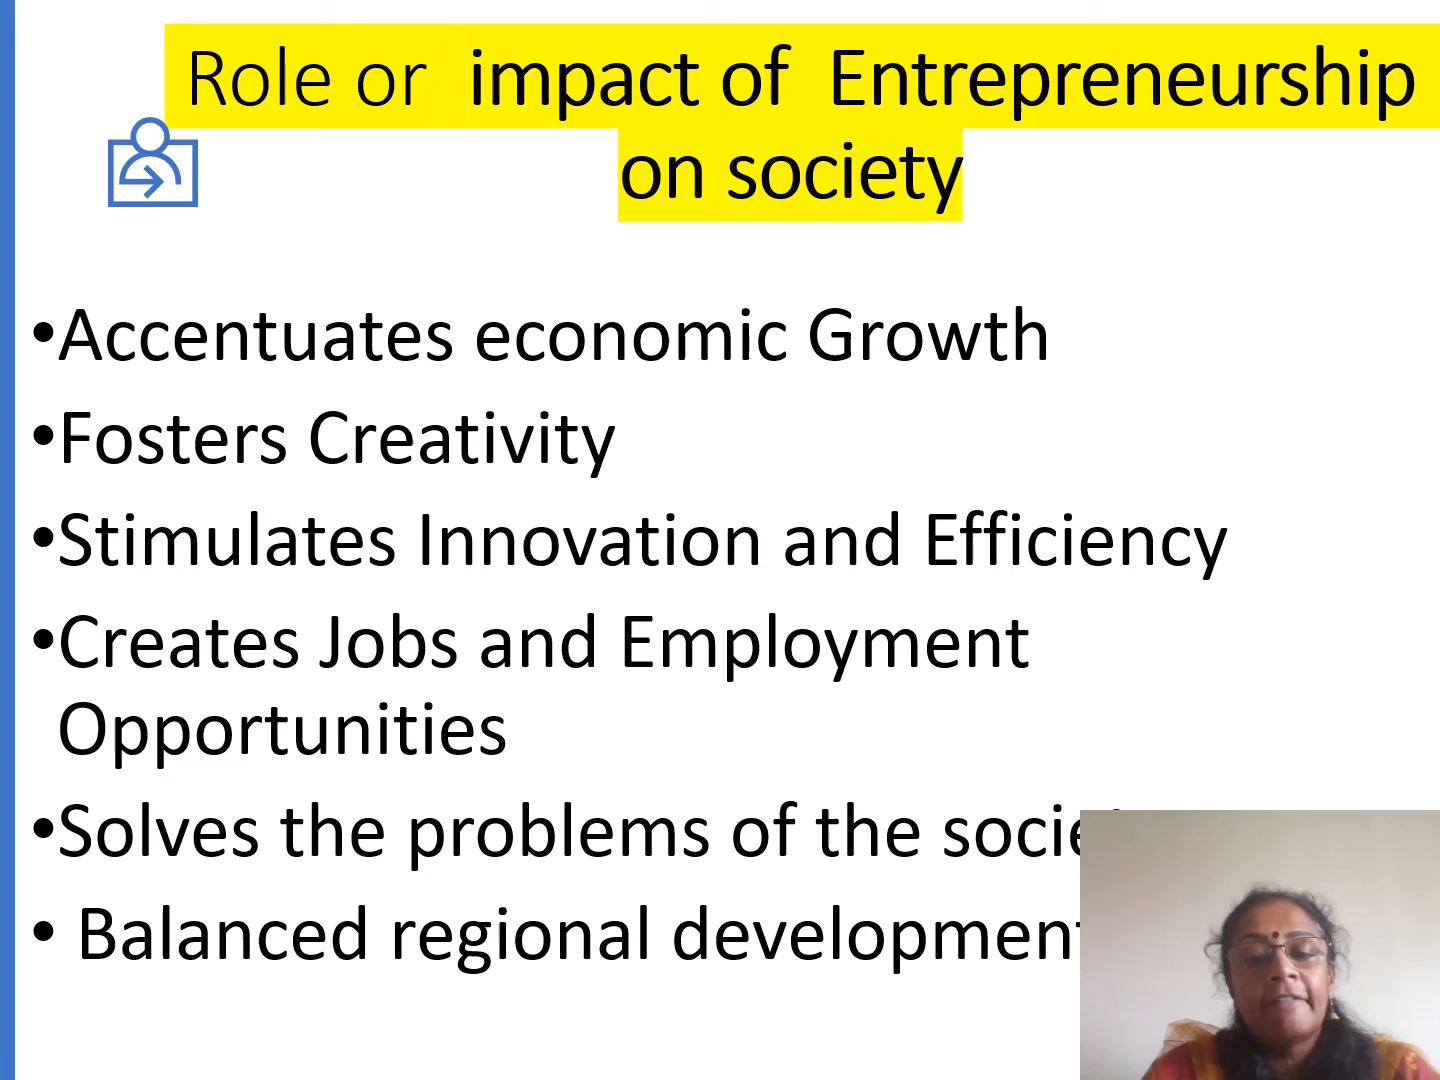 Role or impact of Entrepreneurship
on society
•Accentuates economic Growth
•Fosters Creativity
•Stimulates Innovation and Efficiency
•Creates Jobs and Employment
Opportunities
•Solves the problems of the
• Balanced regional development